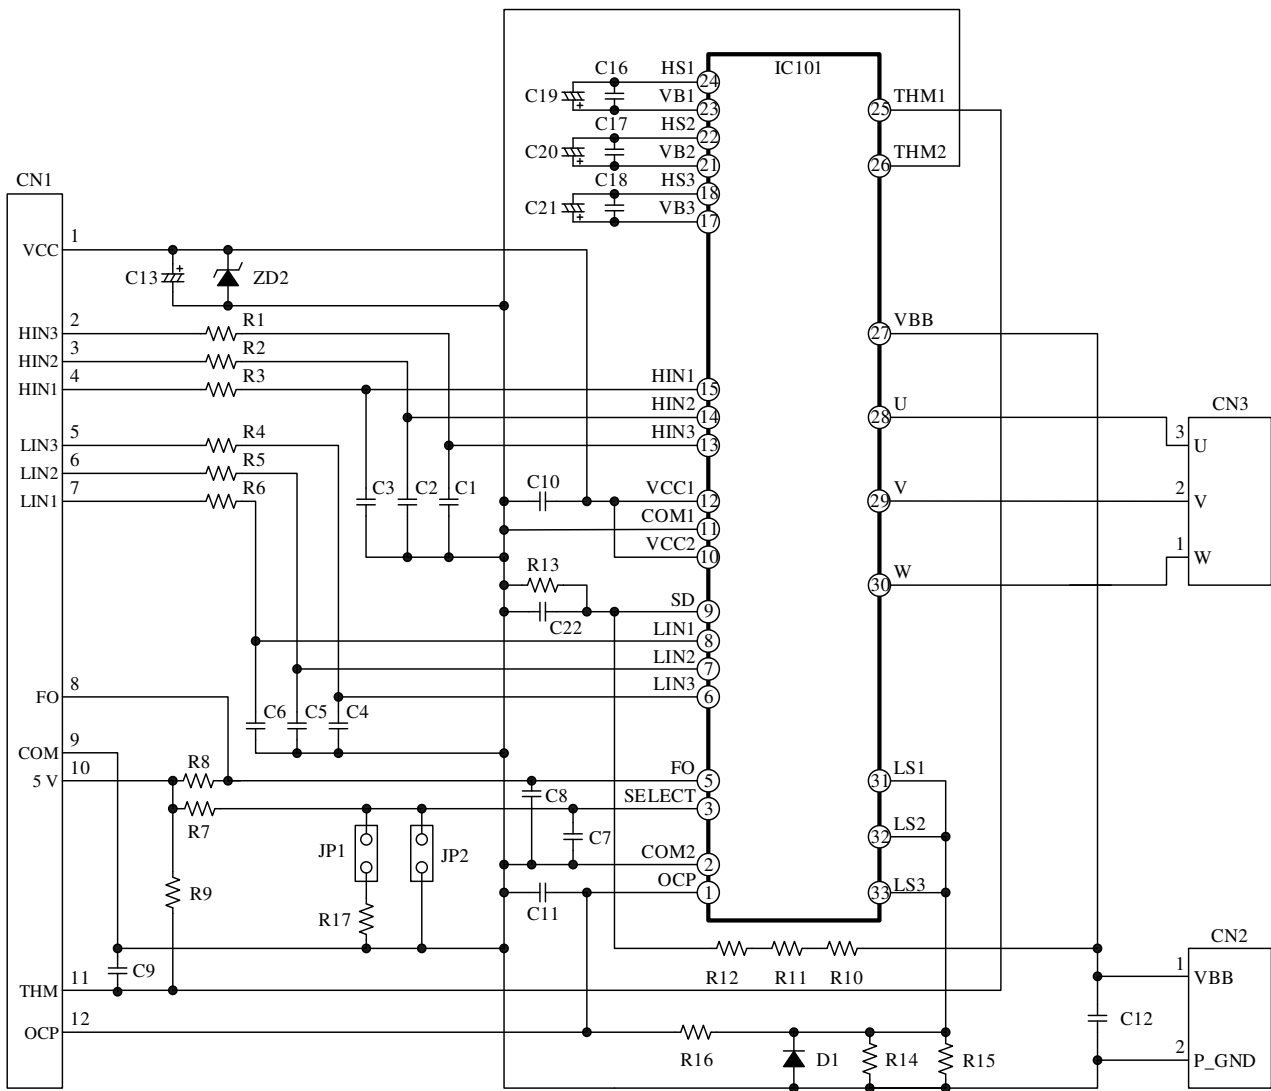 C16
HS1
24
IC101
C19
VB1
23
25
THM1
C17
HS2
22
C20
VB2
21
26
THM2
C18
HS3
18
C21
VB3
17
CN1
VCC
1
C13
ZD2
27
VBB
HIN3
2
R1
HIN2
3
R2
HIN1
4
R3
HIN1
15
HIN2
14
28
U
HIN3
13
CN3
3
U
LIN3
5
R4
LIN2
6
R5
LIN1
7
R6
C3
C2
C1
C10
VCC1
12
29
V
2
V
COM1
11
VCC2
10
1
W
R13
30
W
SD
9
C22
LIN1
8
LIN2
7
LIN3
6
FO
8
C6
C5
C4
COM
9
5 V
10
R8
FO
5
31
LS1
R7
C8
SELECT
3
JP1
JP2
C7
32
LS2
COM2
2
R9
R17
C11
OCP
1
33
LS3
R12
R11
R10
CN2
1
VBB
C9
THM
11
OCP
12
C12
R16
D1
R14
R15
2
P_GND